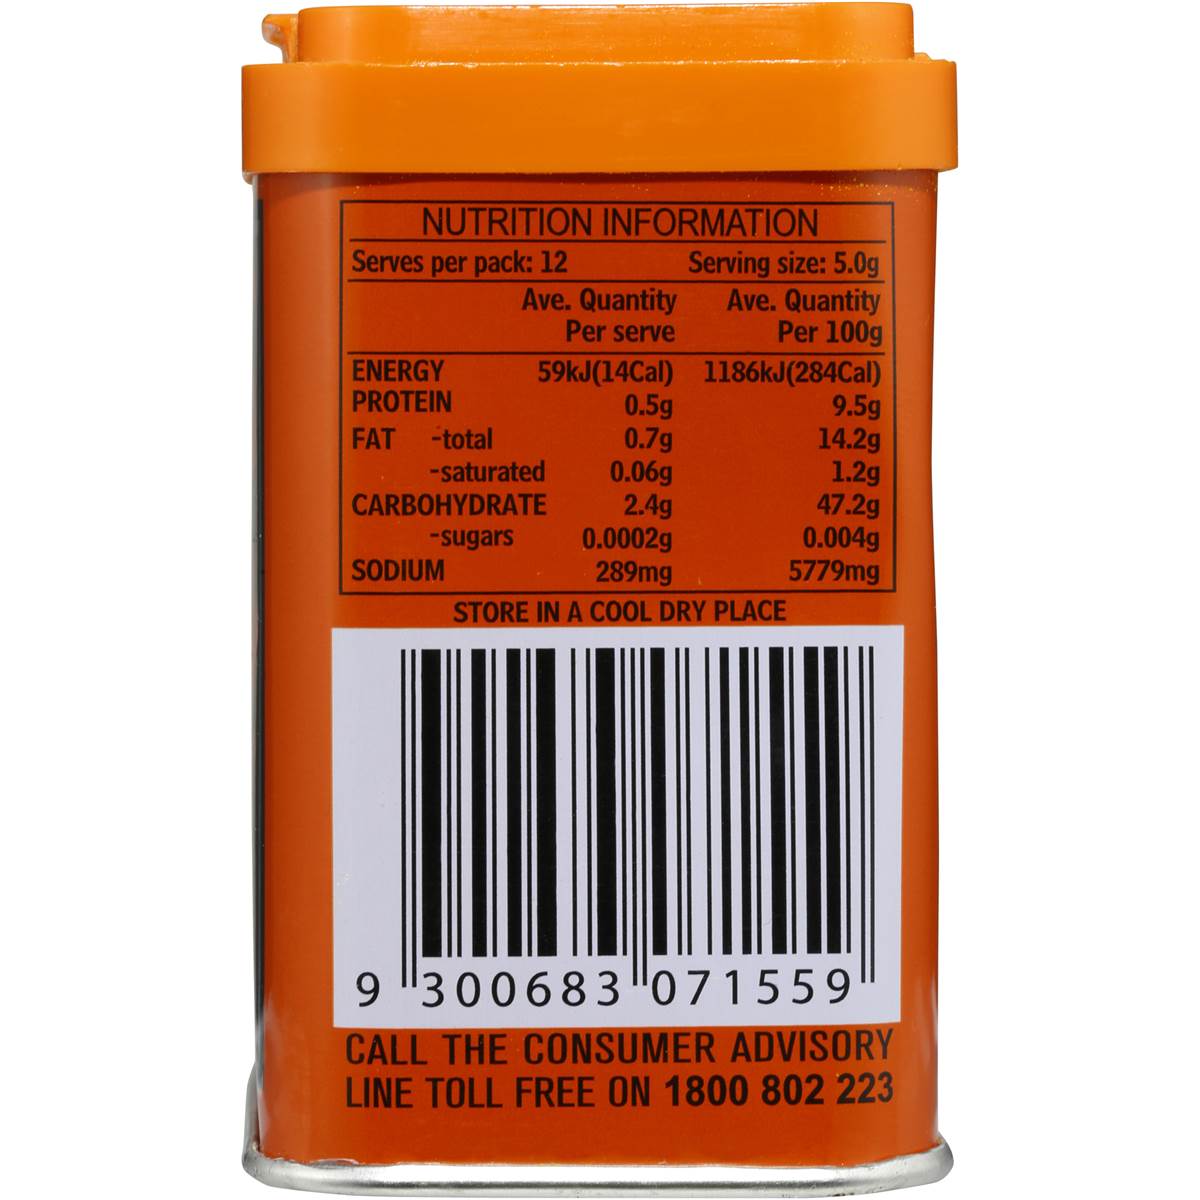 NUTRITION INFORMATION
Serves per pack: 12 Serving size: 5.0g
Ave. Quantity Ave. Quantity
Per serve Per 100g
ENERGY 59kJ(14Cal) 1186kJ(284Cal)
PROTEIN 0.5g 9.5g
FAT -total 0.7g 14.2g
-saturated 0.06g 1.2g
CARBOHYDRATE 2.4g 47.2g
-sugars 0.0002g 0.004g
SODIUM 289mg 5779mg
STORE IN A COOL DRY PLACE
9 300683 071559
CALL THE CONSUMER ADVISORY
LINE TOLL FREE ON 1800 802 223